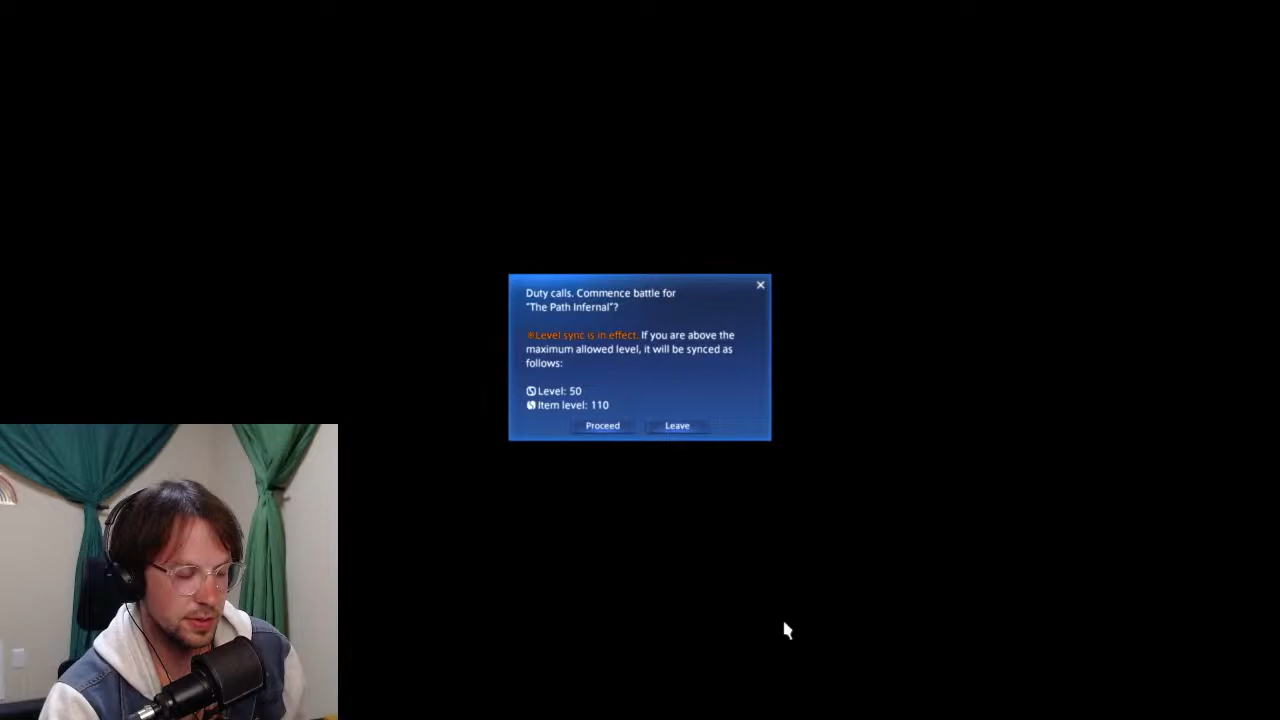 Duty calls. Commence battle for
"The Path Infernal"?
※Level sync is in effect. If you are above the
maximum allowed level, it will be synced as
follows:
Level: 50
Item level: 110
Proceed Leave